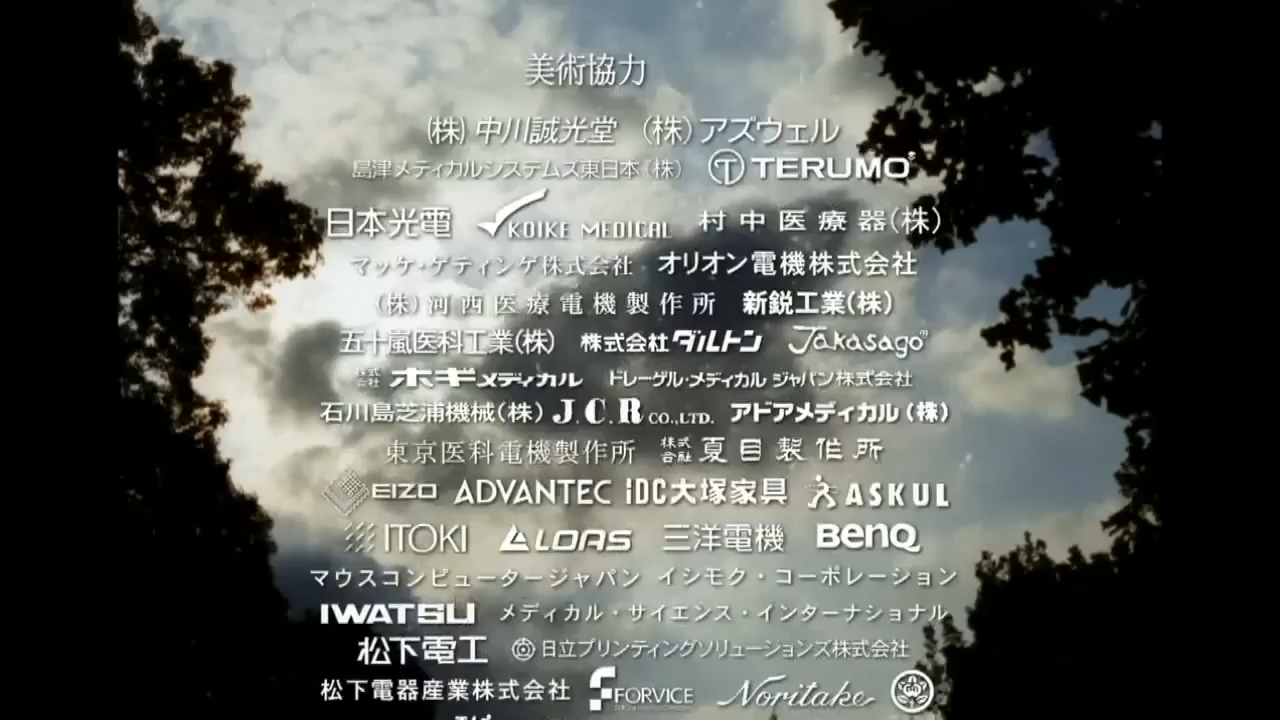 美術協力
(株)中川誠光堂 (株)アズウェル
島津メディカルシステムズ東日本(株) TERUMO®
日本光電 KOIKE MEDICAL 村中医療器(株)
マッケ・ゲティンゲ株式会社 オリオン電機株式会社
(株)河西医療電機製作所 新鋭工業(株)
五十嵐医科工業(株) 株式会社ダルトン Takasago
株式会社ホギメディカル ドレーゲル・メディカル ジャパン株式会社
石川島芝浦機械(株) J.C.R CO.,LTD. アドアメディカル(株)
東京医科電機製作所 株式会社夏目製作所
EIZO ADVANTEC iDC大塚家具 ASKUL
ITOKI LOAS 三洋電機 BenQ
マウスコンピュータージャパン イシモク・コーポレーション
IWATSU メディカル・サイエンス・インターナショナル
松下電工 日立プリンティングソリューションズ株式会社
松下電器産業株式会社 FORVICE Noritake